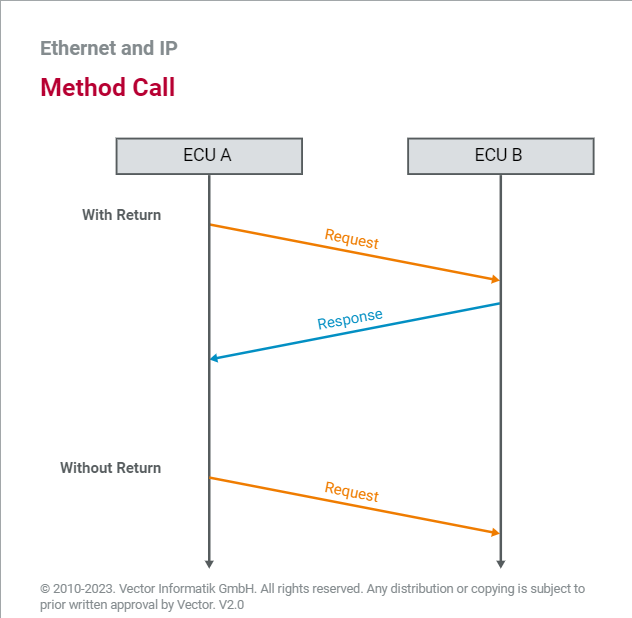 Ethernet and IP
Method Call
ECU A
ECU B
With Return
Request
Response
Without Return
Request
© 2010-2023. Vector Informatik GmbH. All rights reserved. Any distribution or copying is subject to
prior written approval by Vector. V2.0